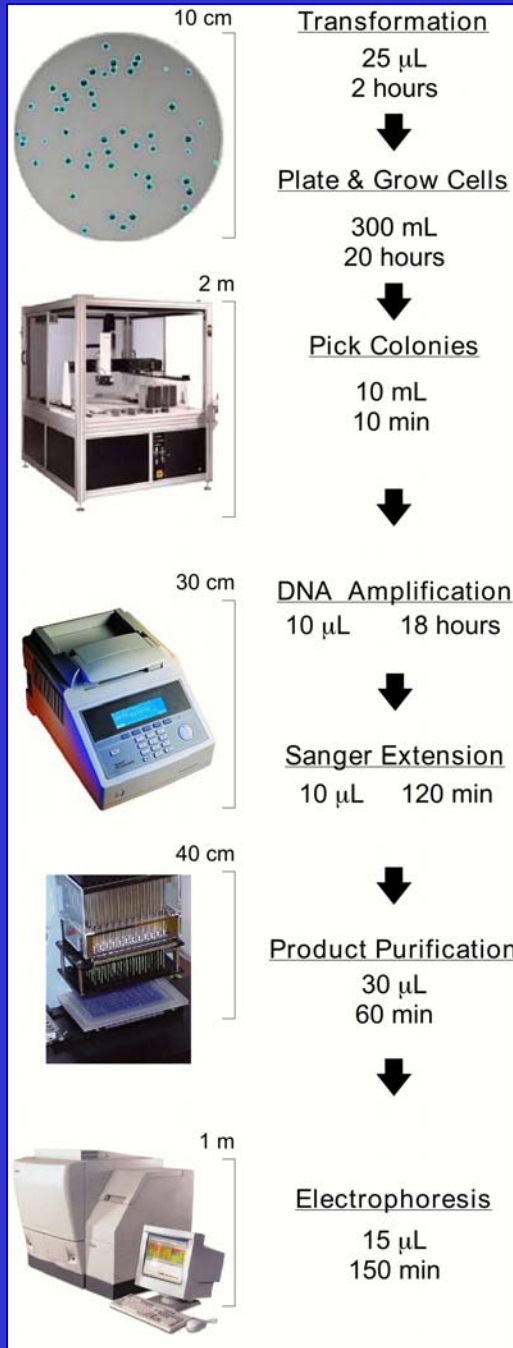 10 cm
Transformation
25 μL
2 hours
Plate & Grow Cells
300 mL
20 hours
2 m
Pick Colonies
10 mL
10 min
30 cm
DNA Amplification
10 μL 18 hours
Sanger Extension
10 μL 120 min
40 cm
Product Purification
30 μL
60 min
1 m
Electrophoresis
15 μL
150 min